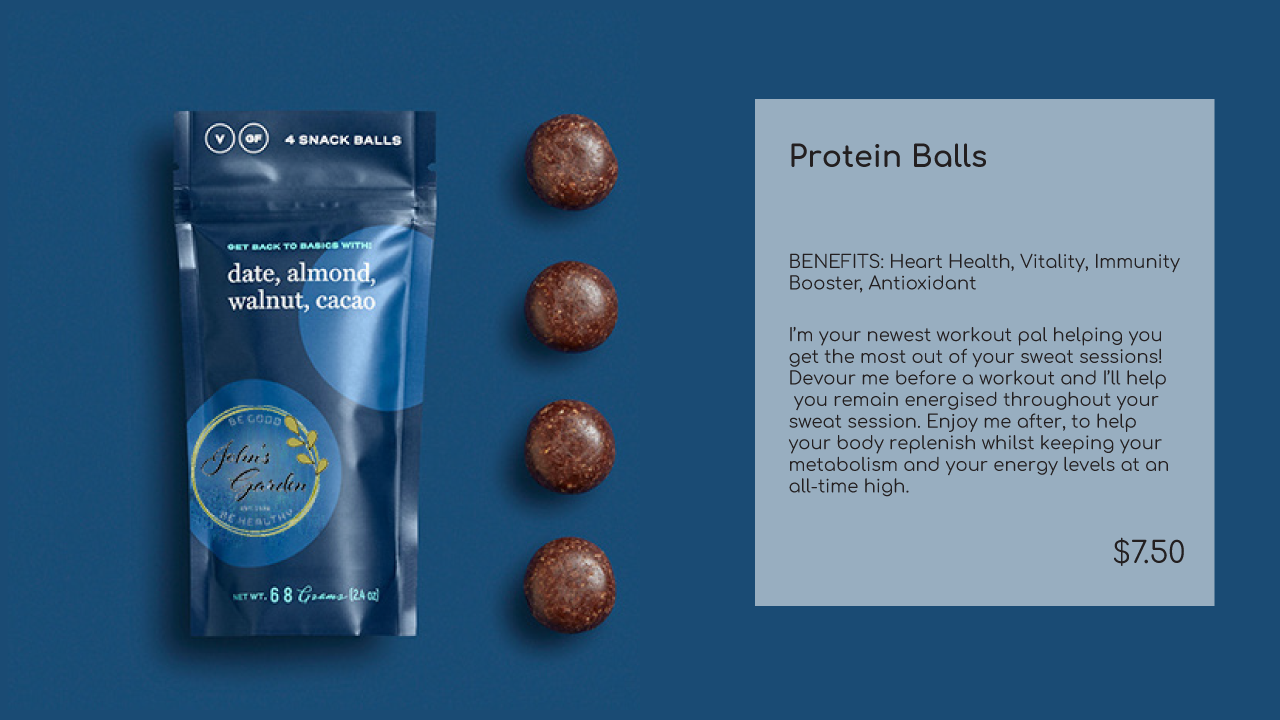 V GF 4 SNACK BALLS
GET BACK TO BASICS WITH:
date, almond,
walnut, cacao
BE GOOD
John's
Garden
BE HEALTHY
NET WT. 68 Grams (2.4 oz)
Protein Balls
BENEFITS: Heart Health, Vitality, Immunity
Booster, Antioxidant
I'm your newest workout pal helping you
get the most out of your sweat sessions!
Devour me before a workout and I'll help
you remain energised throughout your
sweat session. Enjoy me after, to help
your body replenish whilst keeping your
metabolism and your energy levels at an
all-time high.
$7.50